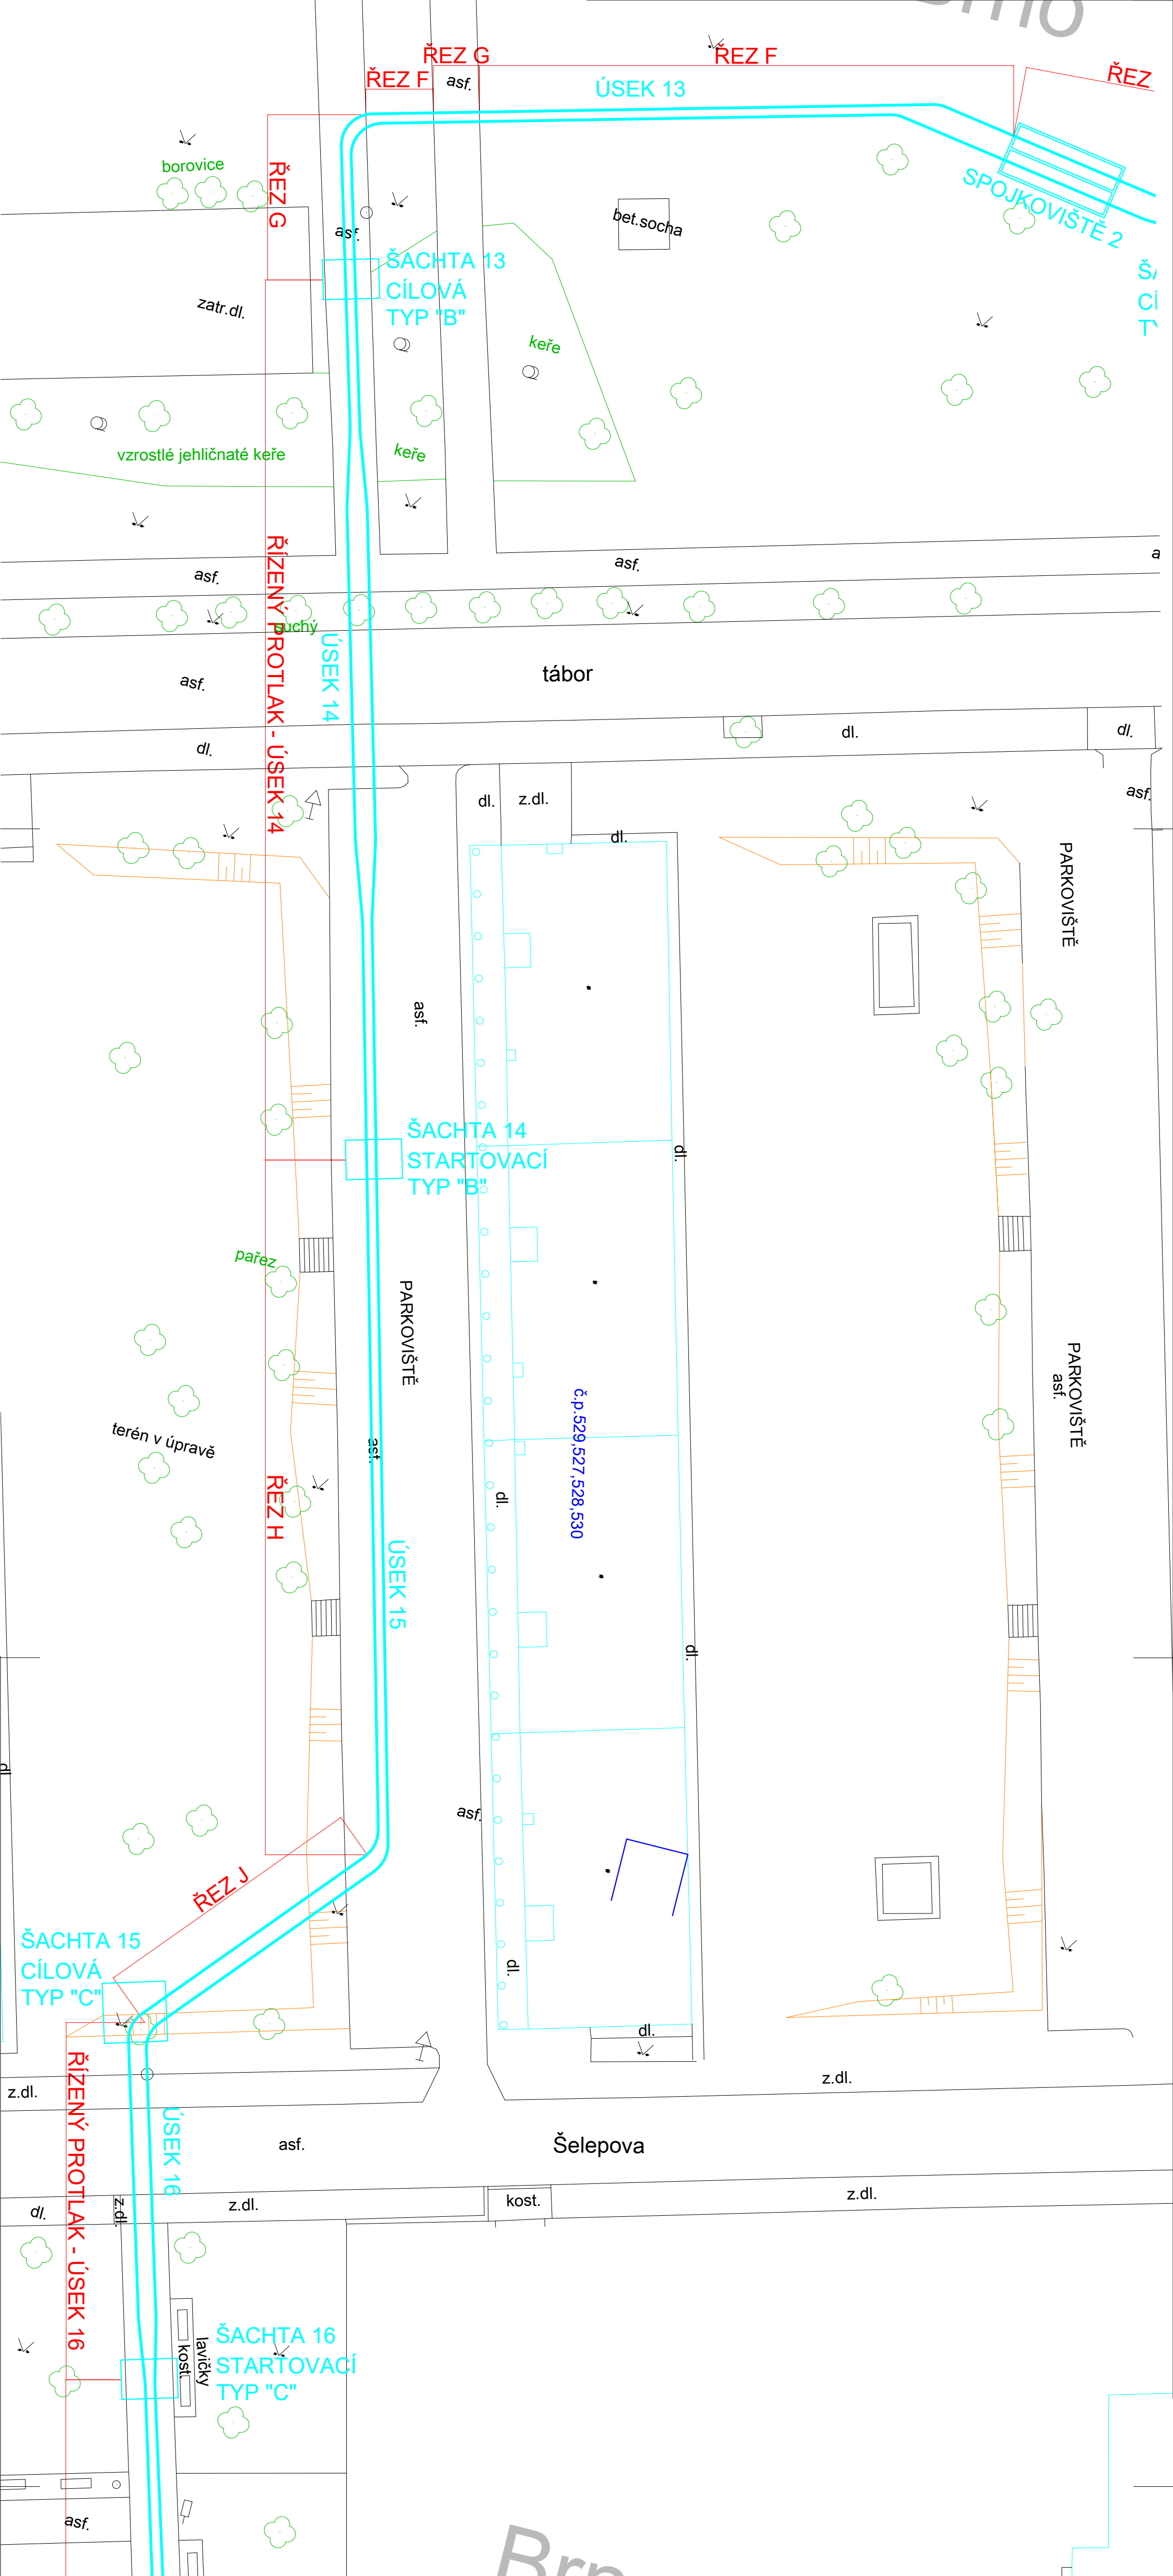 Brno
ŘEZ G
ŘEZ F
ŘEZ F
ŘEZ
asf.
ÚSEK 13
borovice
ŘEZ G
SPOJKOVIŠTĚ 2
bet.socha
asf.
ŠACHTA 13
CÍLOVÁ
TYP "B"
zatr.dl.
keře
keře
vzrostlé jehličnaté keře
asf.
asf.
suchý
ŘÍZENÝ PROTLAK - ÚSEK 14
ÚSEK 14
tábor
asf.
dl.
dl.
dl.
asf.
dl.
z.dl.
dl.
PARKOVIŠTĚ
asf.
ŠACHTA 14
STARTOVACÍ
TYP "B"
dl.
pařez
PARKOVIŠTĚ
PARKOVIŠTĚ
asf.
č.p.529,527,528,530
terén v úpravě
asf.
ŘEZ H
dl.
ÚSEK 15
dl.
dl
asf.
ŘEZ J
ŠACHTA 15
CÍLOVÁ
TYP "C"
dl.
dl.
z.dl.
z.dl.
ŘÍZENÝ PROTLAK - ÚSEK 16
ÚSEK 16
asf.
Šelepova
dl.
z.dl.
z.dl.
kost.
z.dl.
ŠACHTA 16
STARTOVACÍ
TYP "C"
lavičky
kost.
asf.